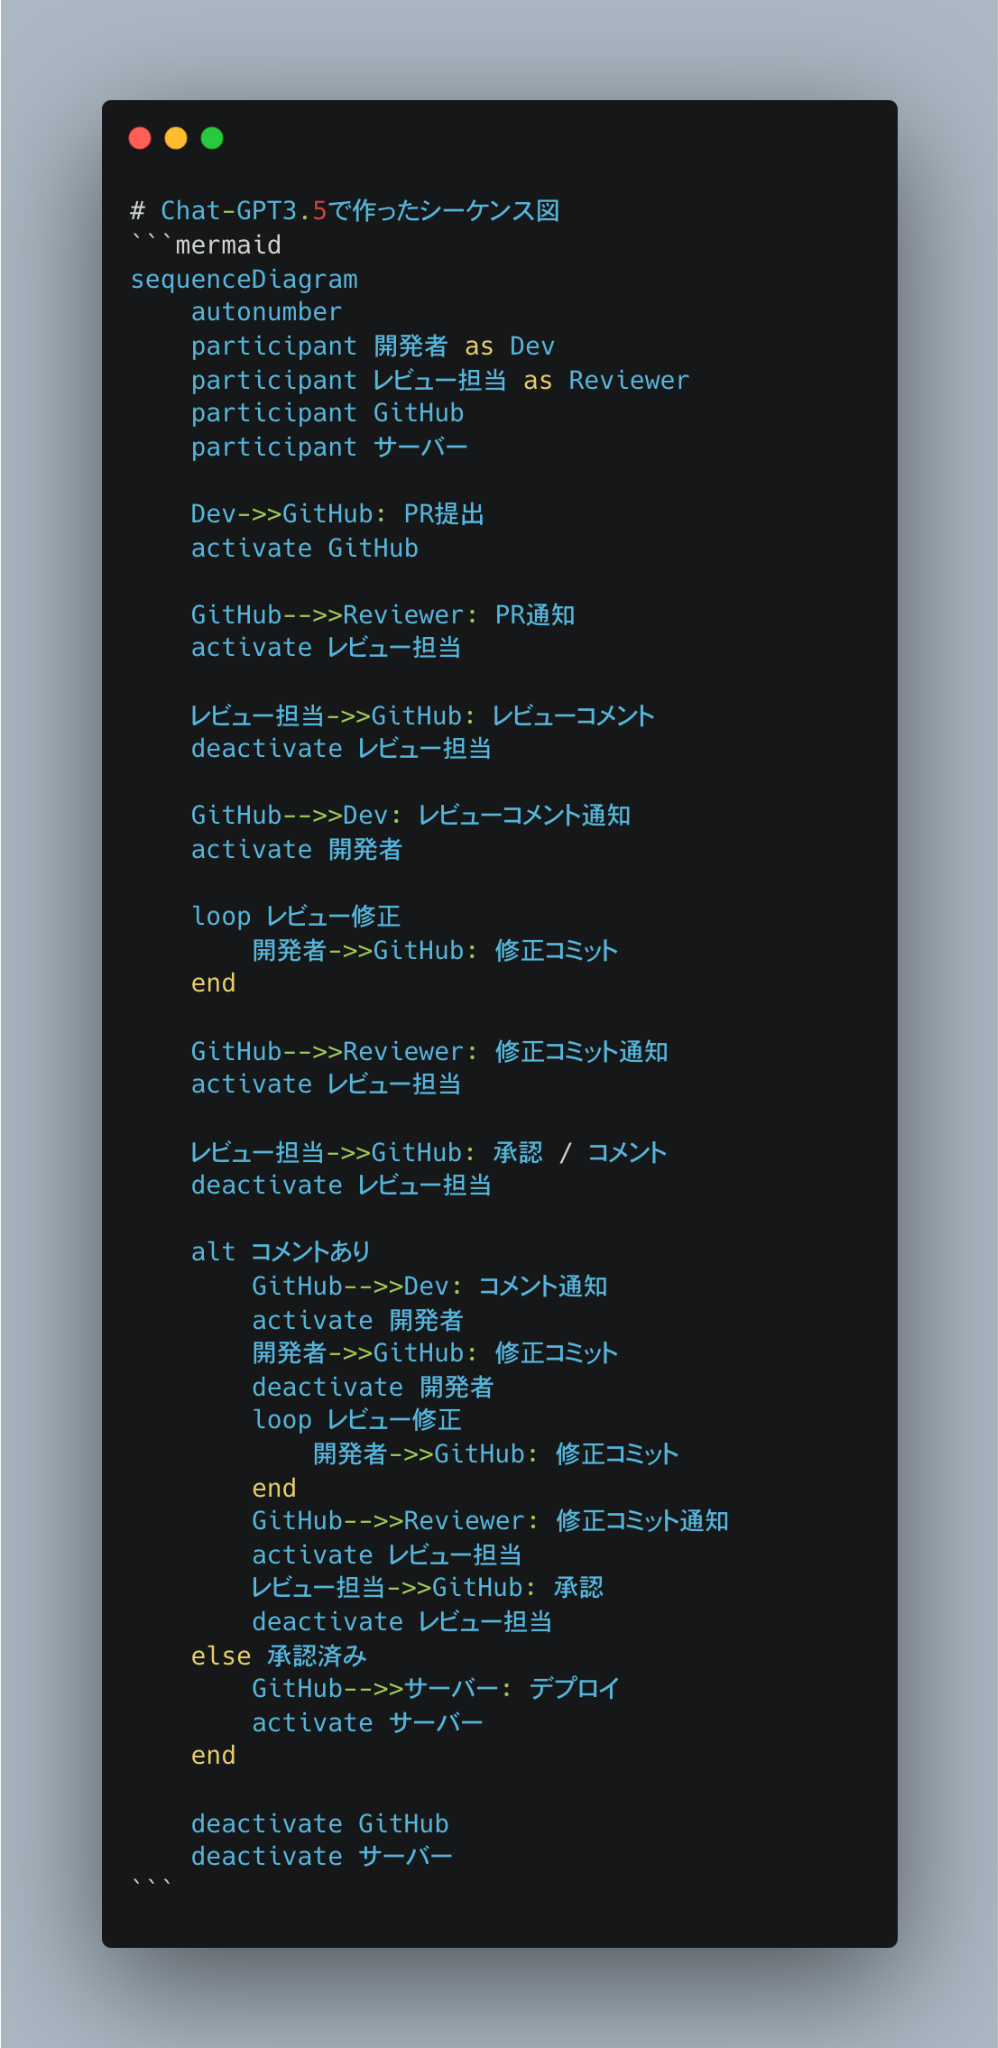 # Chat-GPT3.5で作ったシーケンス図
```mermaid
sequenceDiagram
    autonumber
    participant 開発者 as Dev
    participant レビュー担当 as Reviewer
    participant GitHub
    participant サーバー

    Dev->>GitHub: PR提出
    activate GitHub

    GitHub-->>Reviewer: PR通知
    activate レビュー担当

    レビュー担当->>GitHub: レビューコメント
    deactivate レビュー担当

    GitHub-->>Dev: レビューコメント通知
    activate 開発者

    loop レビュー修正
        開発者->>GitHub: 修正コミット
    end

    GitHub-->>Reviewer: 修正コミット通知
    activate レビュー担当

    レビュー担当->>GitHub: 承認 / コメント
    deactivate レビュー担当

    alt コメントあり
        GitHub-->>Dev: コメント通知
        activate 開発者
        開発者->>GitHub: 修正コミット
        deactivate 開発者
        loop レビュー修正
            開発者->>GitHub: 修正コミット
        end
        GitHub-->>Reviewer: 修正コミット通知
        activate レビュー担当
        レビュー担当->>GitHub: 承認
        deactivate レビュー担当
    else 承認済み
        GitHub-->>サーバー: デプロイ
        activate サーバー
    end

    deactivate GitHub
    deactivate サーバー
```